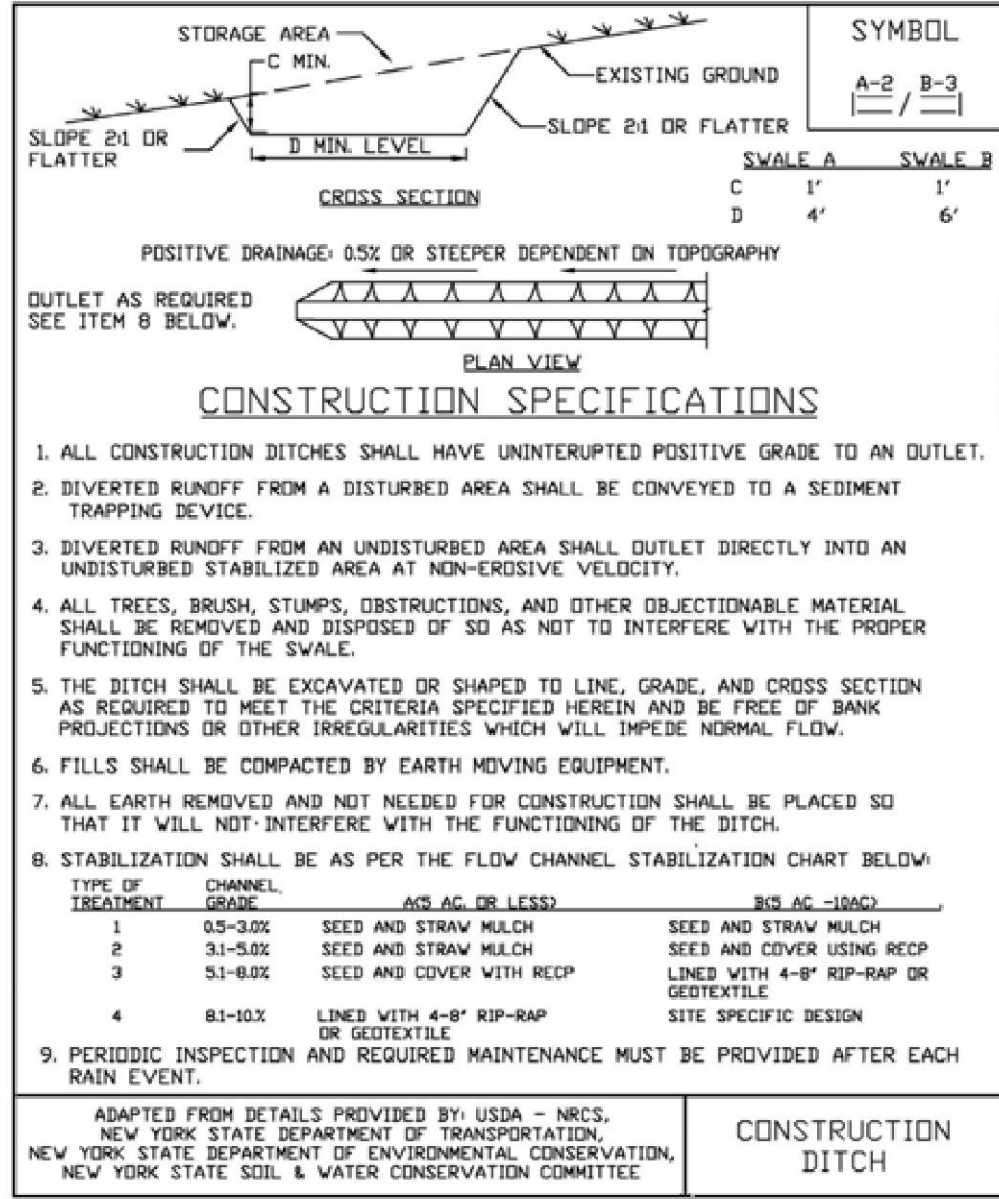 STORAGE AREA
C MIN.
EXISTING GROUND
SLOPE 2:1 OR
FLATTER
SLOPE 2:1 OR FLATTER
D MIN. LEVEL
CROSS SECTION
SYMBOL
A-2 / B-3
SWALE A SWALE B
C 1' 1'
D 4' 6'
POSITIVE DRAINAGE: 0.5% OR STEEPER DEPENDENT ON TOPOGRAPHY
OUTLET AS REQUIRED
SEE ITEM 8 BELOW.
PLAN VIEW
CONSTRUCTION SPECIFICATIONS
1. ALL CONSTRUCTION DITCHES SHALL HAVE UNINTERUPTED POSITIVE GRADE TO AN OUTLET.
2. DIVERTED RUNOFF FROM A DISTURBED AREA SHALL BE CONVEYED TO A SEDIMENT
TRAPPING DEVICE.
3. DIVERTED RUNOFF FROM AN UNDISTURBED AREA SHALL OUTLET DIRECTLY INTO AN
UNDISTURBED STABILIZED AREA AT NON-EROSIVE VELOCITY.
4. ALL TREES, BRUSH, STUMPS, OBSTRUCTIONS, AND OTHER OBJECTIONABLE MATERIAL
SHALL BE REMOVED AND DISPOSED OF SO AS NOT TO INTERFERE WITH THE PROPER
FUNCTIONING OF THE SWALE.
5. THE DITCH SHALL BE EXCAVATED OR SHAPED TO LINE, GRADE, AND CROSS SECTION
AS REQUIRED TO MEET THE CRITERIA SPECIFIED HEREIN AND BE FREE OF BANK
PROJECTIONS OR OTHER IRREGULARITIES WHICH WILL IMPEDE NORMAL FLOW.
6. FILLS SHALL BE COMPACTED BY EARTH MOVING EQUIPMENT.
7. ALL EARTH REMOVED AND NOT NEEDED FOR CONSTRUCTION SHALL BE PLACED SO
THAT IT WILL NOT INTERFERE WITH THE FUNCTIONING OF THE DITCH.
8. STABILIZATION SHALL BE AS PER THE FLOW CHANNEL STABILIZATION CHART BELOW:
TYPE OF CHANNEL
TREATMENT GRADE A(5 AC. OR LESS) B(5 AC -10AC)
1 0.5-3.0% SEED AND STRAW MULCH SEED AND STRAW MULCH
2 3.1-5.0% SEED AND STRAW MULCH SEED AND COVER USING RECP
3 5.1-8.0% SEED AND COVER WITH RECP LINED WITH 4-8" RIP-RAP OR
GEOTEXTILE
4 8.1-10.% LINED WITH 4-8" RIP-RAP SITE SPECIFIC DESIGN
OR GEOTEXTILE
9. PERIODIC INSPECTION AND REQUIRED MAINTENANCE MUST BE PROVIDED AFTER EACH
RAIN EVENT.
ADAPTED FROM DETAILS PROVIDED BY: USDA - NRCS,
NEW YORK STATE DEPARTMENT OF TRANSPORTATION,
NEW YORK STATE DEPARTMENT OF ENVIRONMENTAL CONSERVATION,
NEW YORK STATE SOIL & WATER CONSERVATION COMMITTEE
CONSTRUCTION
DITCH